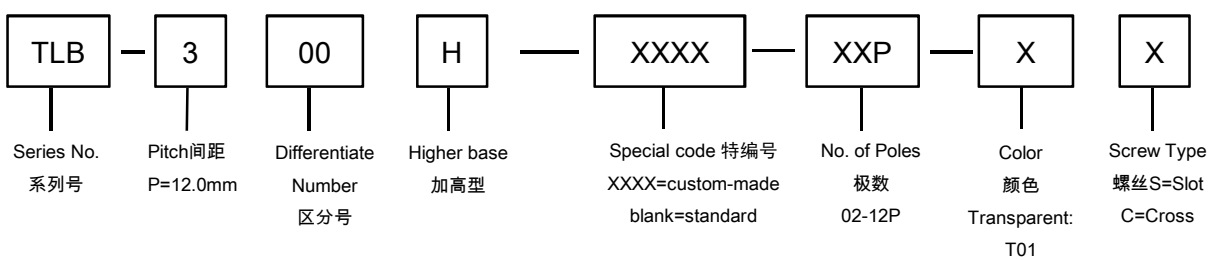 TLB - 3 00 H — XXXX — XXP — X X
Series No.
系列号
Pitch间距
P=12.0mm
Differentiate
Number
区分号
Higher base
加高型
Special code 特编号
XXXX=custom-made
blank=standard
No. of Poles
极数
02-12P
Color
颜色
Transparent:
T01
Screw Type
螺丝S=Slot
C=Cross